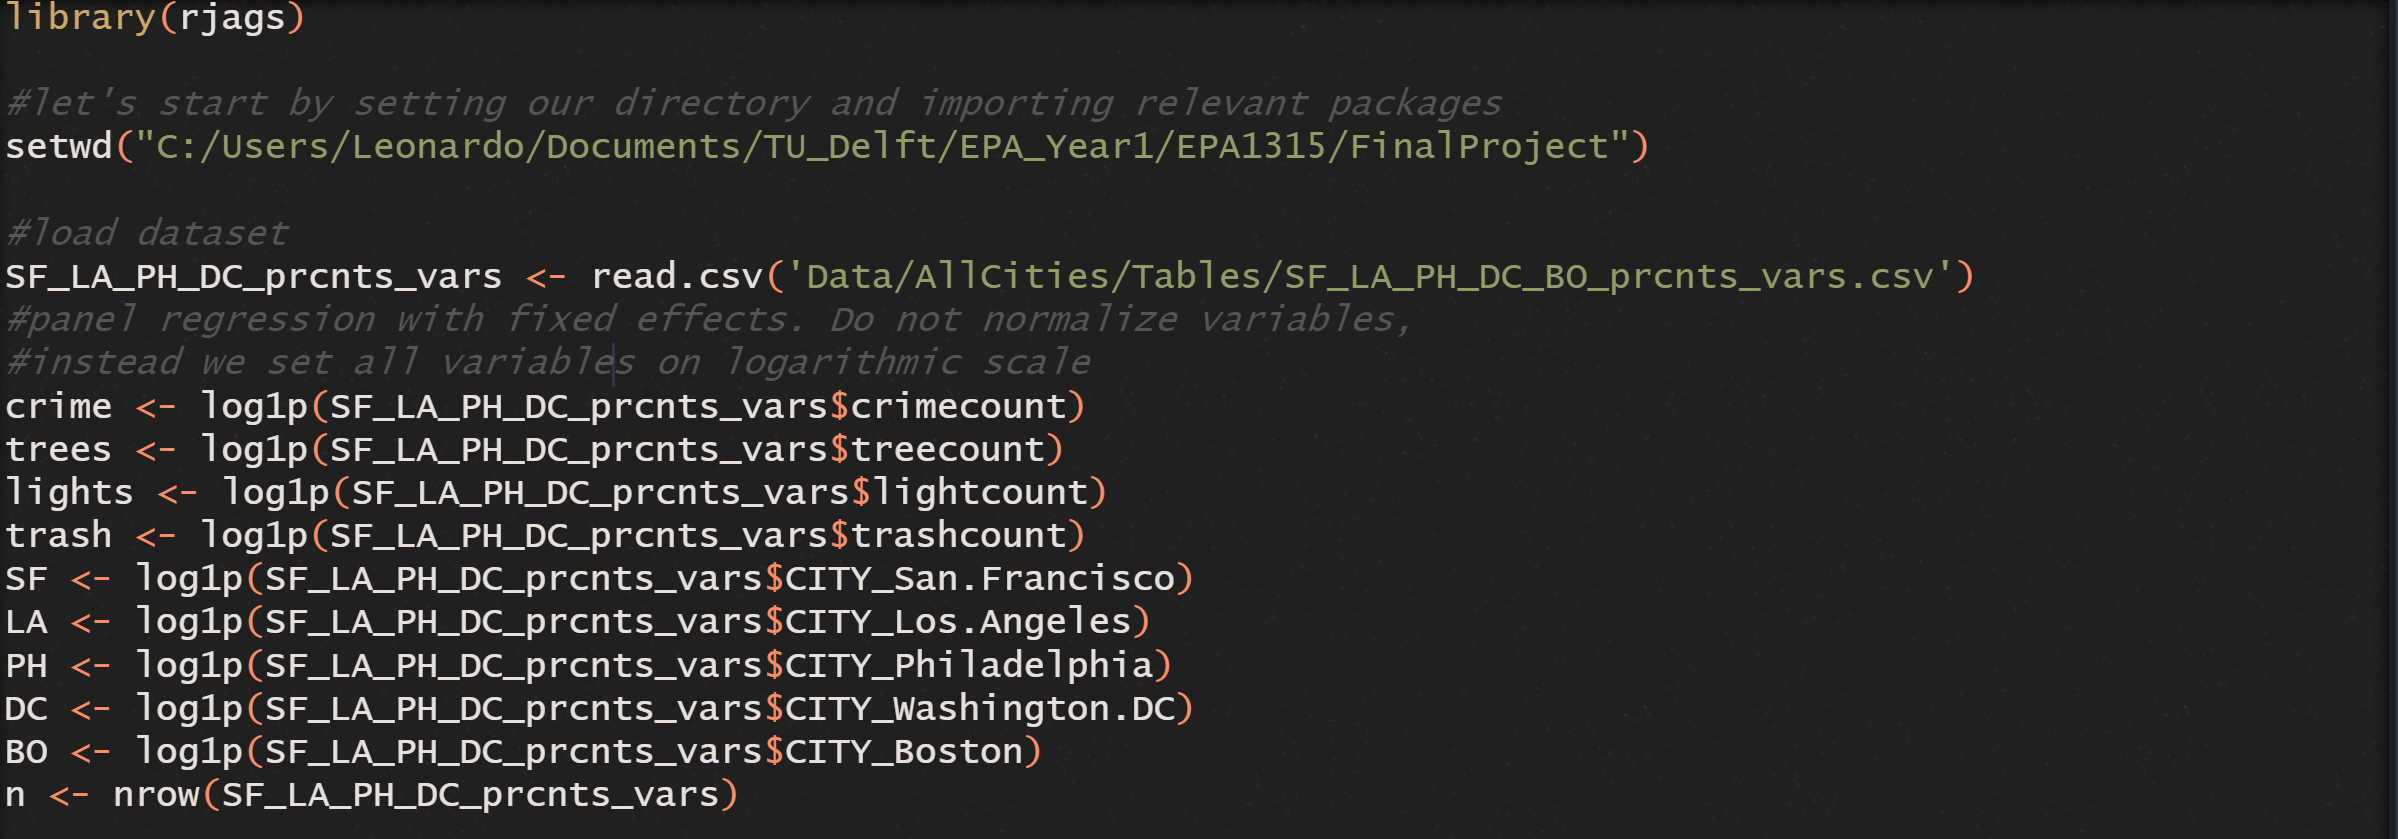 library(rjags)
#let's start by setting our directory and importing relevant packages
setwd("C:/Users/Leonardo/Documents/TU_Delft/EPA_Year1/EPA1315/FinalProject")
#load dataset
SF_LA_PH_DC_prcnts_vars <- read.csv('Data/AllCities/Tables/SF_LA_PH_DC_BO_prcnts_vars.csv')
#panel regression with fixed effects. Do not normalize variables,
#instead we set all variables on logarithmic scale
crime <- log1p(SF_LA_PH_DC_prcnts_vars$crimecount)
trees <- log1p(SF_LA_PH_DC_prcnts_vars$treecount)
lights <- log1p(SF_LA_PH_DC_prcnts_vars$lightcount)
trash <- log1p(SF_LA_PH_DC_prcnts_vars$trashcount)
SF <- log1p(SF_LA_PH_DC_prcnts_vars$CITY_San.Francisco)
LA <- log1p(SF_LA_PH_DC_prcnts_vars$CITY_Los.Angeles)
PH <- log1p(SF_LA_PH_DC_prcnts_vars$CITY_Philadelphia)
DC <- log1p(SF_LA_PH_DC_prcnts_vars$CITY_Washington.DC)
BO <- log1p(SF_LA_PH_DC_prcnts_vars$CITY_Boston)
n <- nrow(SF_LA_PH_DC_prcnts_vars)